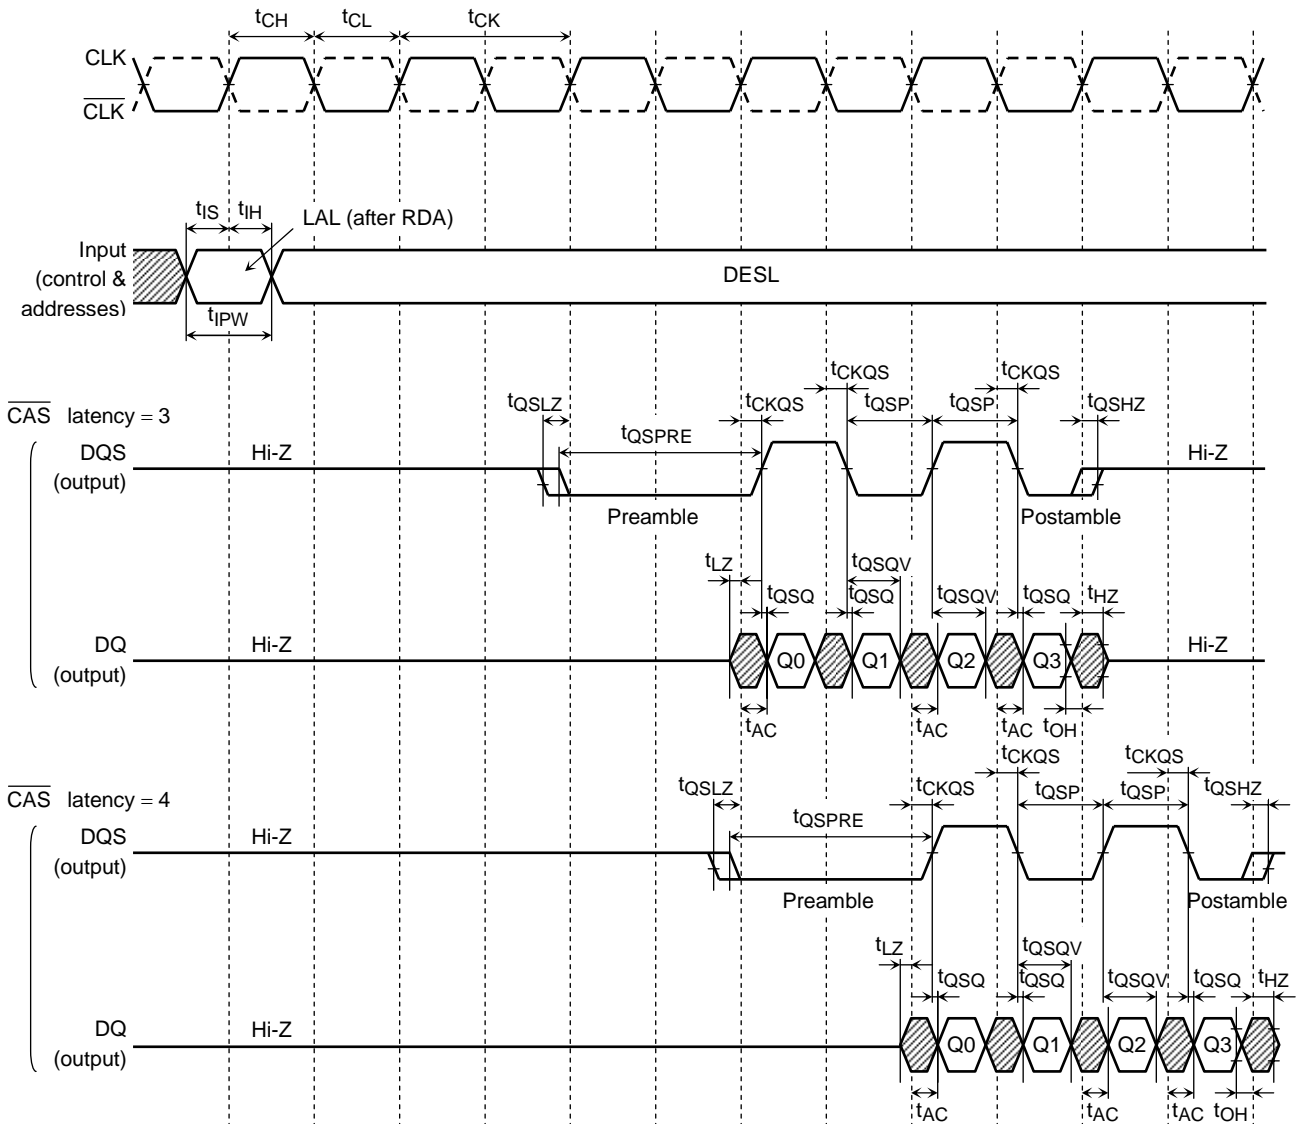 tCH tCL tCK
CLK
CLK
tIS tIH LAL (after RDA)
Input
(control &
addresses)
DESL
tIPW
CAS latency = 3
tQSLZ tCKQS tCKQS tCKQS tQSHZ
tQSPRE tQSP tQSP
DQS
(output)
Hi-Z Hi-Z
Preamble Postamble
tLZ tQSQV
tQSQ tQSQ tQSQV tQSQ tHZ
DQ
(output)
Hi-Z Q0 Q1 Q2 Q3 Hi-Z
tAC tAC tAC tOH
CAS latency = 4
tQSLZ tCKQS tCKQS tCKQS tQSHZ
tQSPRE tQSP tQSP
DQS
(output)
Hi-Z
Preamble Postamble
tLZ tQSQV
tQSQ tQSQ tQSQV tQSQ tHZ
DQ
(output)
Hi-Z Q0 Q1 Q2 Q3
tAC tAC tAC tOH